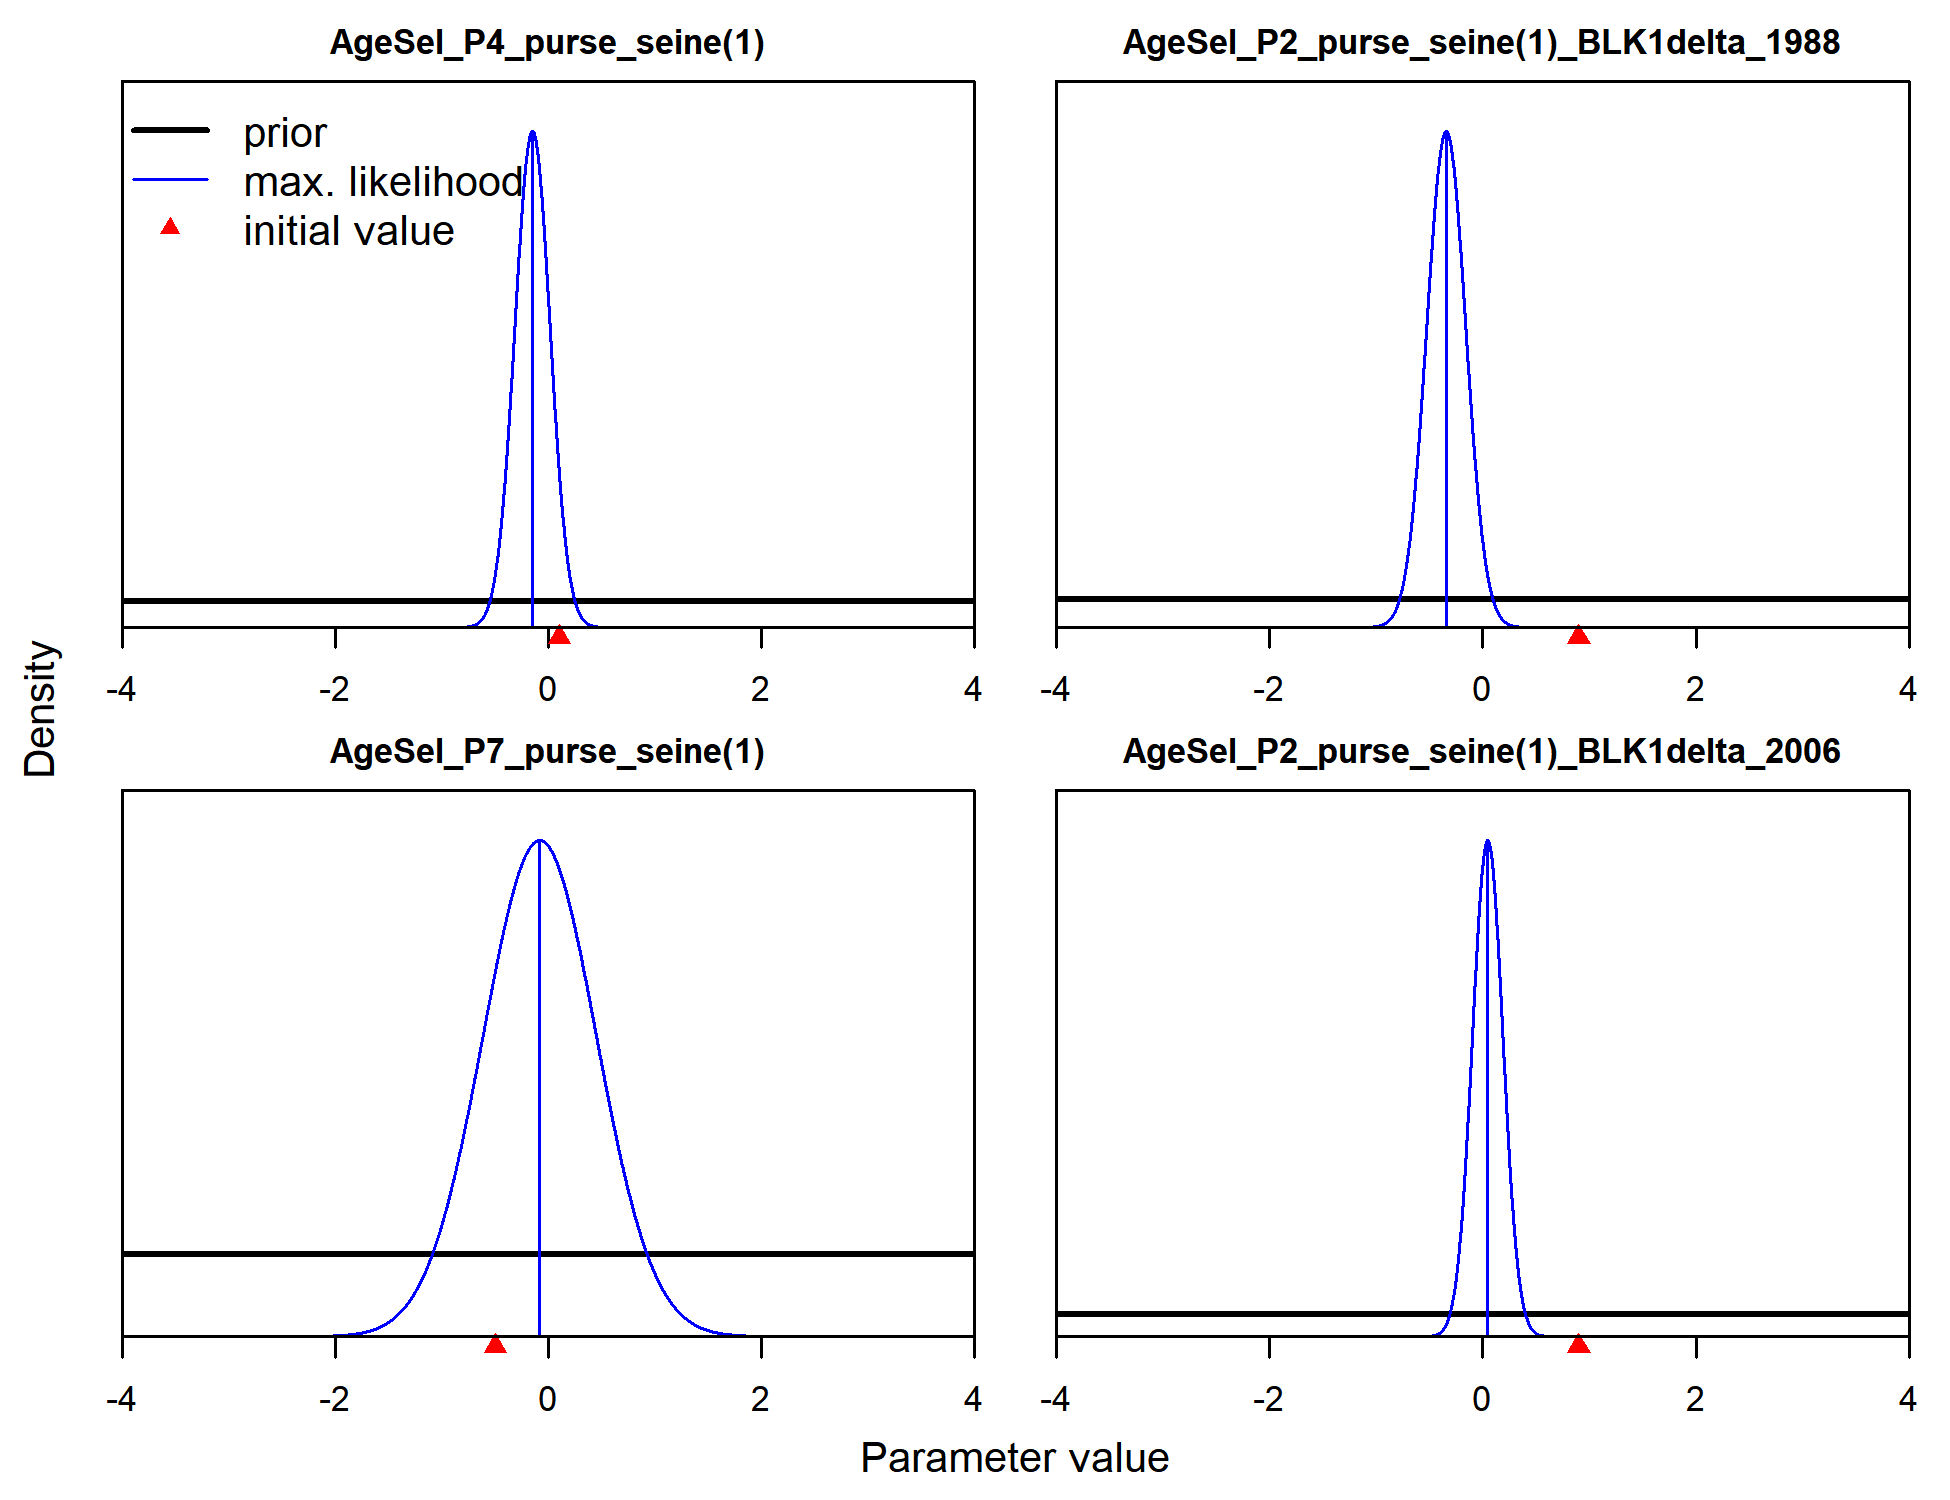 AgeSel_P4_purse_seine(1)
AgeSel_P2_purse_seine(1)_BLK1delta_1988
prior
max. likelihood
initial value
-4 -2 0 2 4
-4 -2 0 2 4
AgeSel_P7_purse_seine(1)
AgeSel_P2_purse_seine(1)_BLK1delta_2006
-4 -2 0 2 4
-4 -2 0 2 4
Density
Parameter value